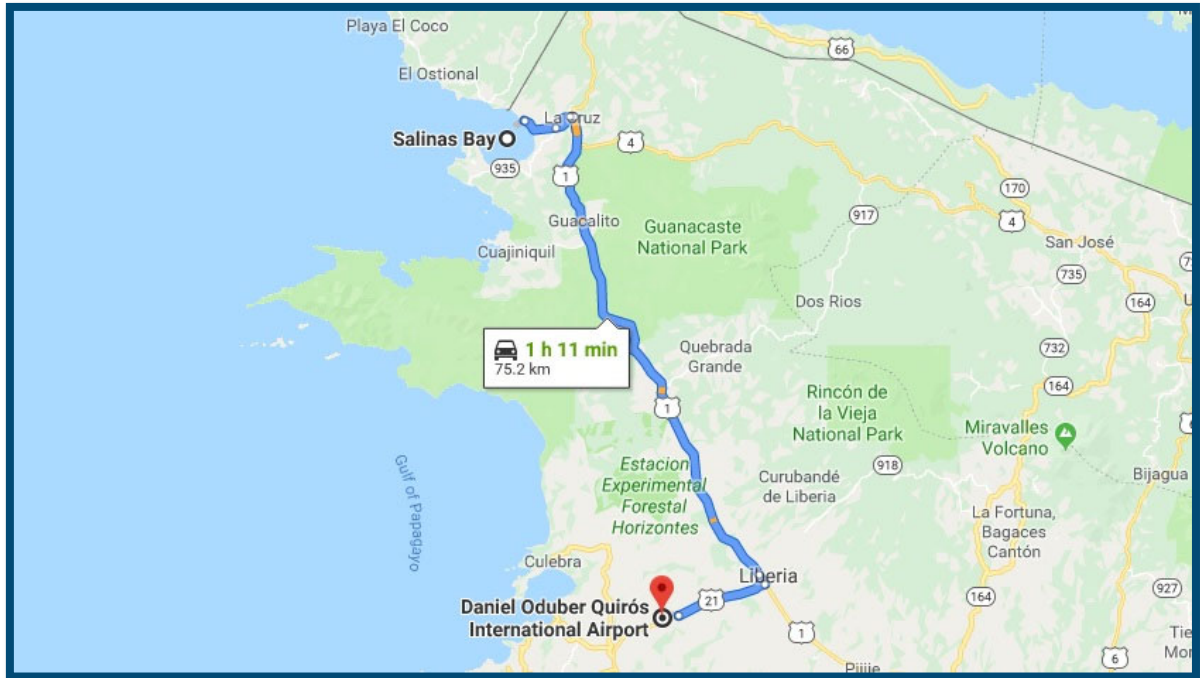 Playa El Coco
66
El Ostional
La Cruz
Salinas Bay
4
935
1
170
917
4
Guacalito
Guanacaste
National Park
San José
Cuajiniquil
735
164
Dos Rios
1 h 11 min
75.2 km
Quebrada
Grande
732
164
1
Rincón de
la Vieja
National Park
Miravalles
Volcano
Gulf of Papagayo
Estacion
Experimental
Forestal
Horizontes
918
Curubandé
de Liberia
Bijagua
La Fortuna,
Bagaces
Cantón
Culebra
Liberia
927
Daniel Oduber Quirós
International Airport
21
164
1
6